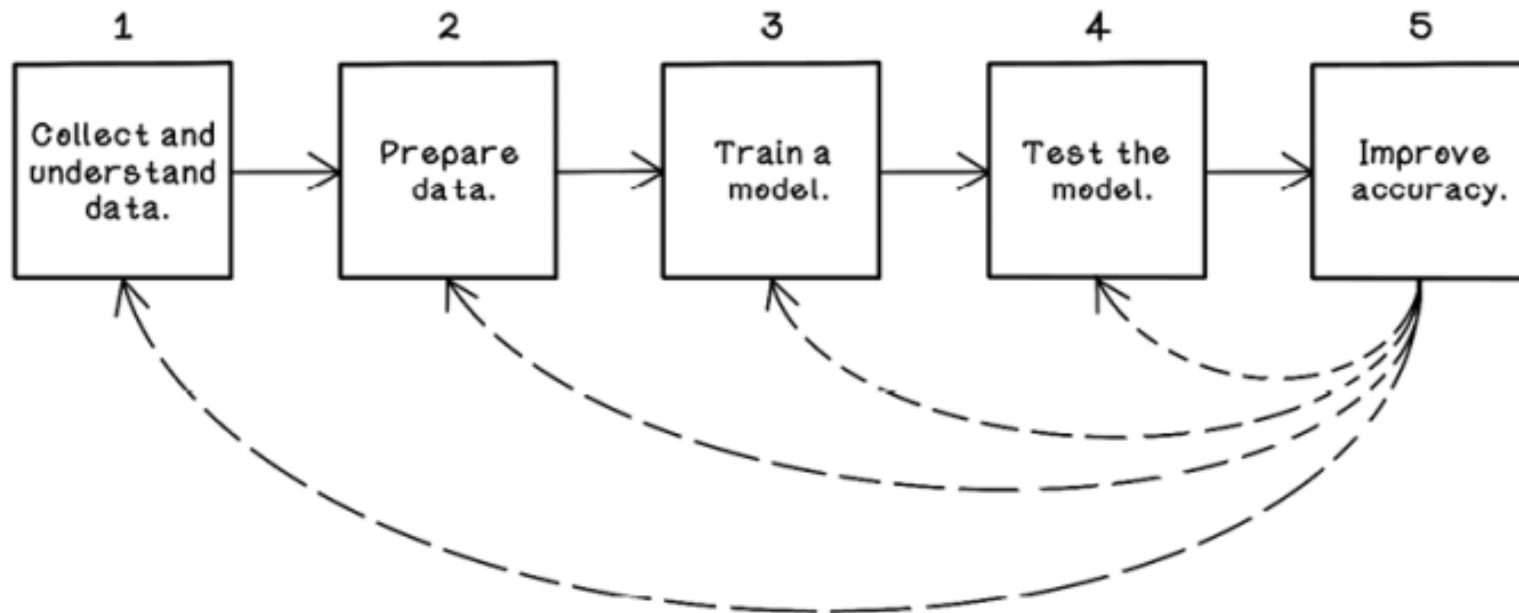 1 2 3 4 5
Collect and
understand
data.
Prepare
data.
Train a
model.
Test the
model.
Improve
accuracy.